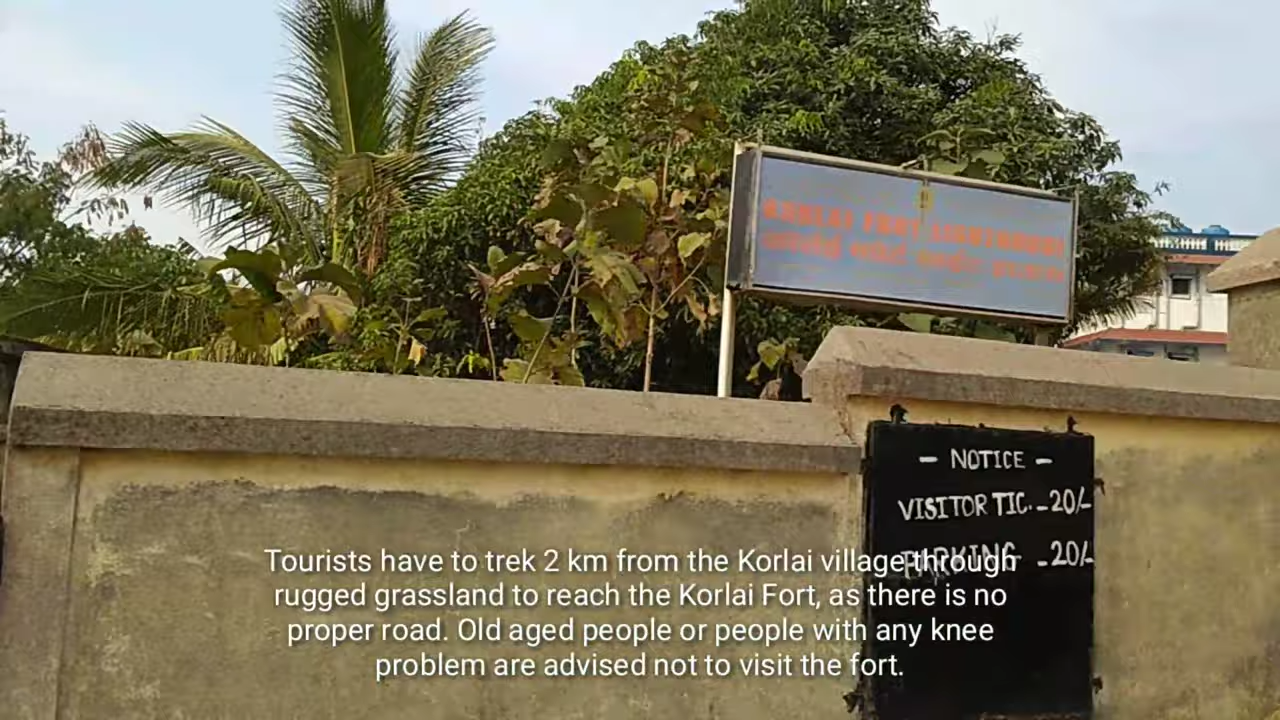 KORLAI FORT LIGHTHOUSE
- NOTICE -
VISITOR TIC. - 20/-
PARKING - 20/-
Tourists have to trek 2 km from the Korlai village through
rugged grassland to reach the Korlai Fort, as there is no
proper road. Old aged people or people with any knee
problem are advised not to visit the fort.